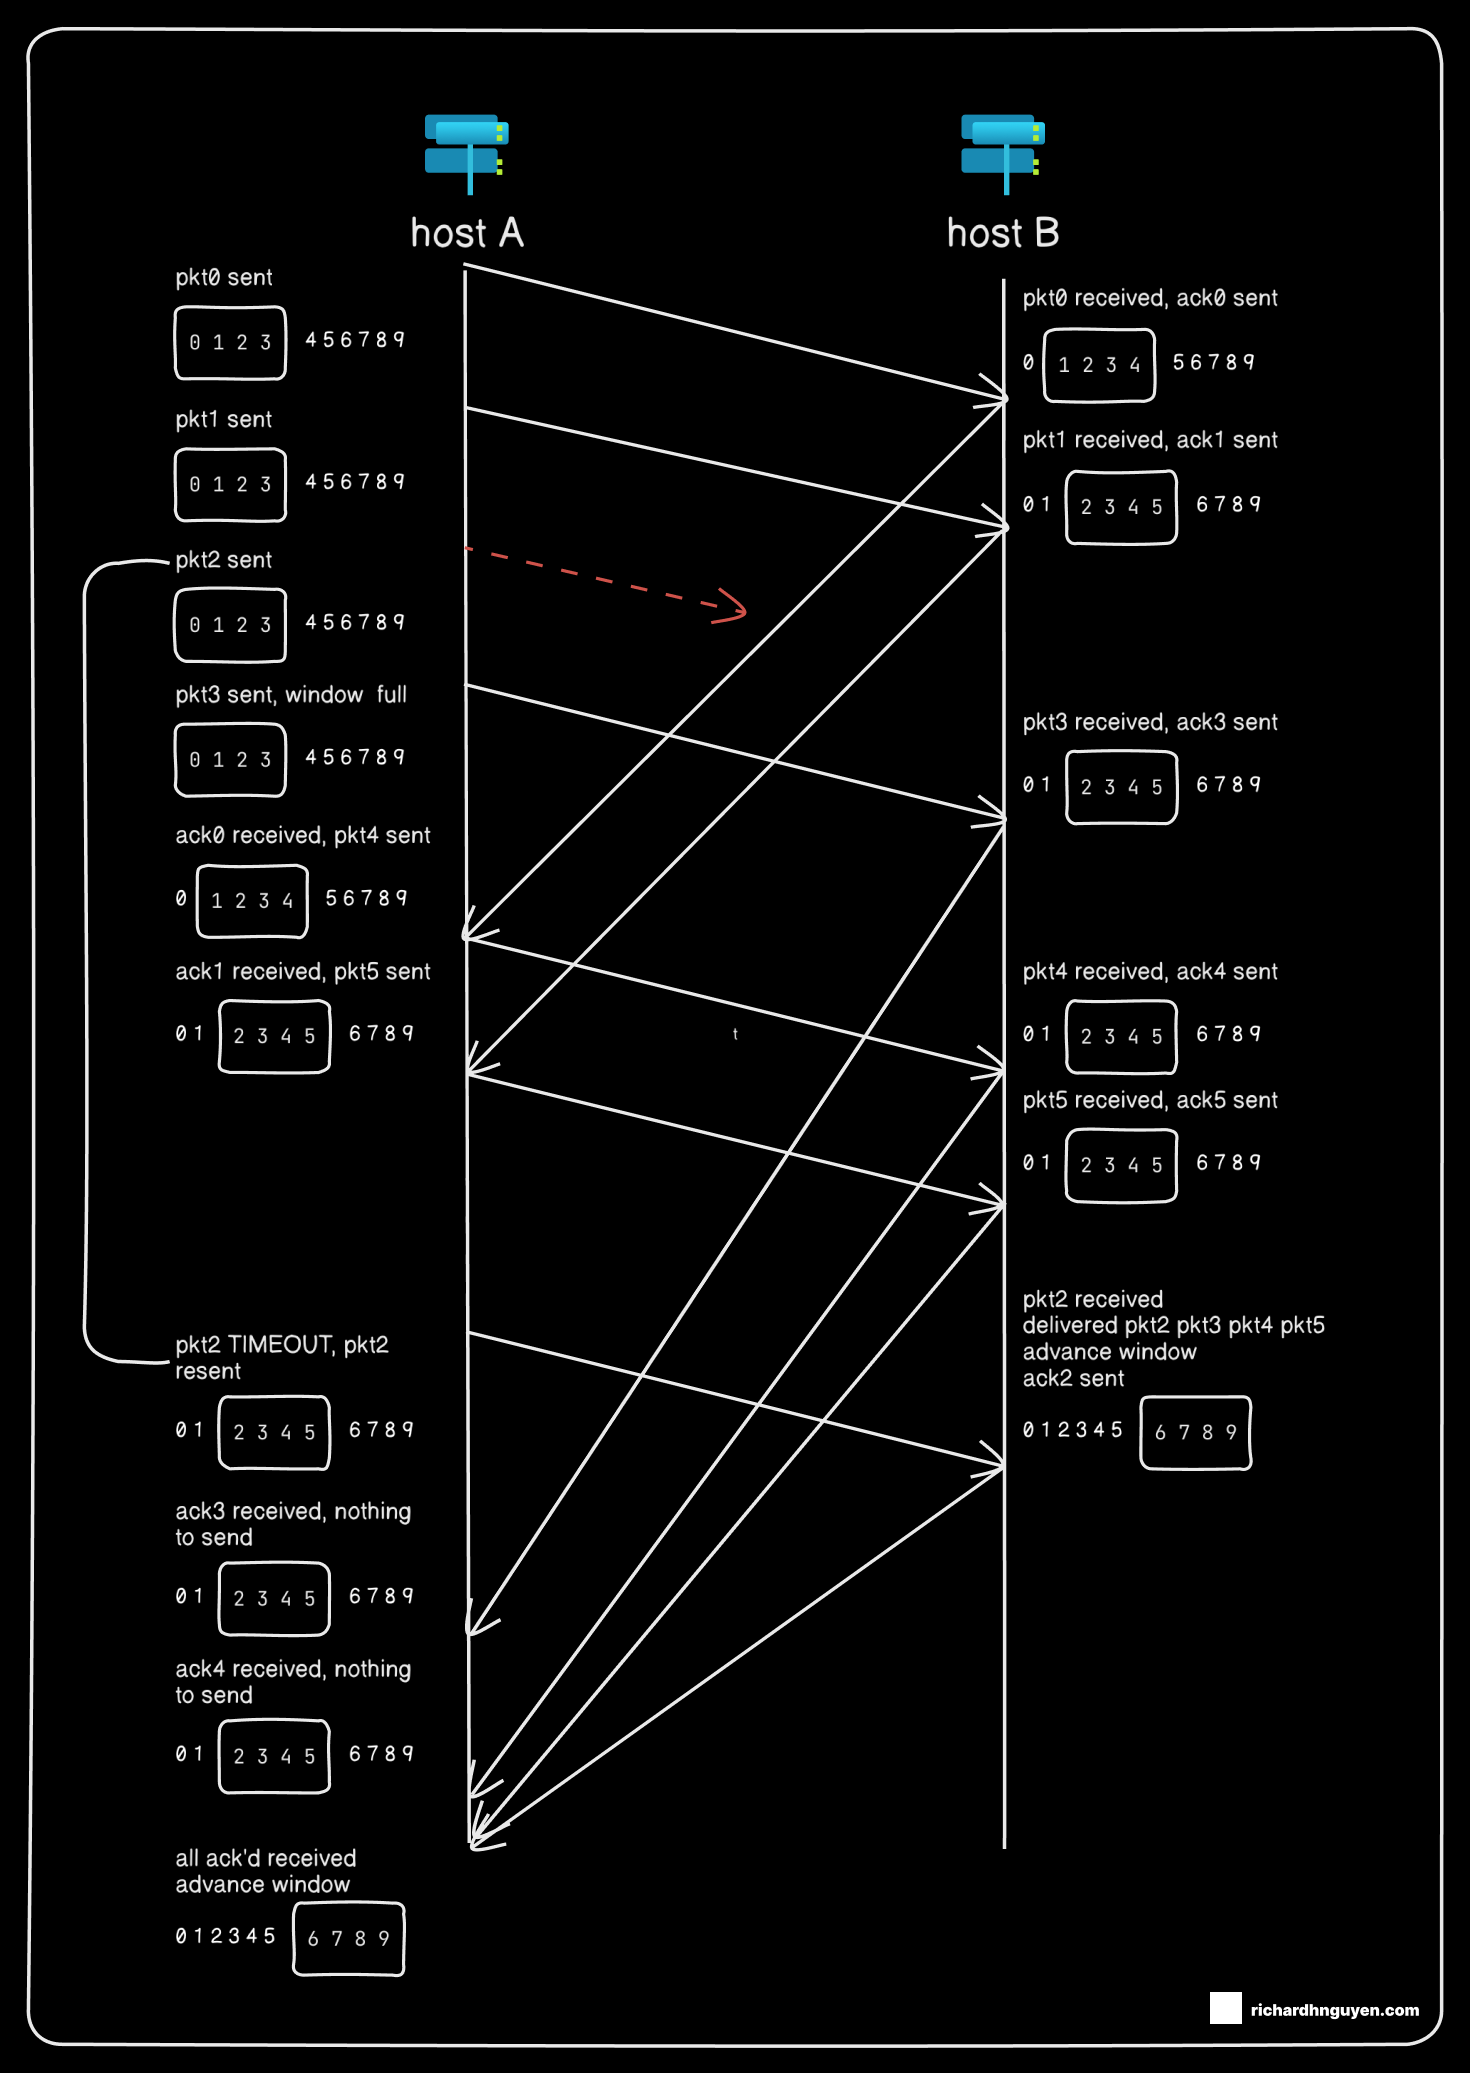 host A
host B
pkt0 sent
0 1 2 3 4 5 6 7 8 9
pkt1 sent
0 1 2 3 4 5 6 7 8 9
pkt2 sent
0 1 2 3 4 5 6 7 8 9
pkt3 sent, window full
0 1 2 3 4 5 6 7 8 9
ack0 received, pkt4 sent
0 1 2 3 4 5 6 7 8 9
ack1 received, pkt5 sent
0 1 2 3 4 5 6 7 8 9
pkt2 TIMEOUT, pkt2
resent
0 1 2 3 4 5 6 7 8 9
ack3 received, nothing
to send
0 1 2 3 4 5 6 7 8 9
ack4 received, nothing
to send
0 1 2 3 4 5 6 7 8 9
all ack'd received
advance window
0 1 2 3 4 5 6 7 8 9
t
pkt0 received, ack0 sent
0 1 2 3 4 5 6 7 8 9
pkt1 received, ack1 sent
0 1 2 3 4 5 6 7 8 9
pkt3 received, ack3 sent
0 1 2 3 4 5 6 7 8 9
pkt4 received, ack4 sent
0 1 2 3 4 5 6 7 8 9
pkt5 received, ack5 sent
0 1 2 3 4 5 6 7 8 9
pkt2 received
delivered pkt2 pkt3 pkt4 pkt5
advance window
ack2 sent
0 1 2 3 4 5 6 7 8 9
richardhnguyen.com